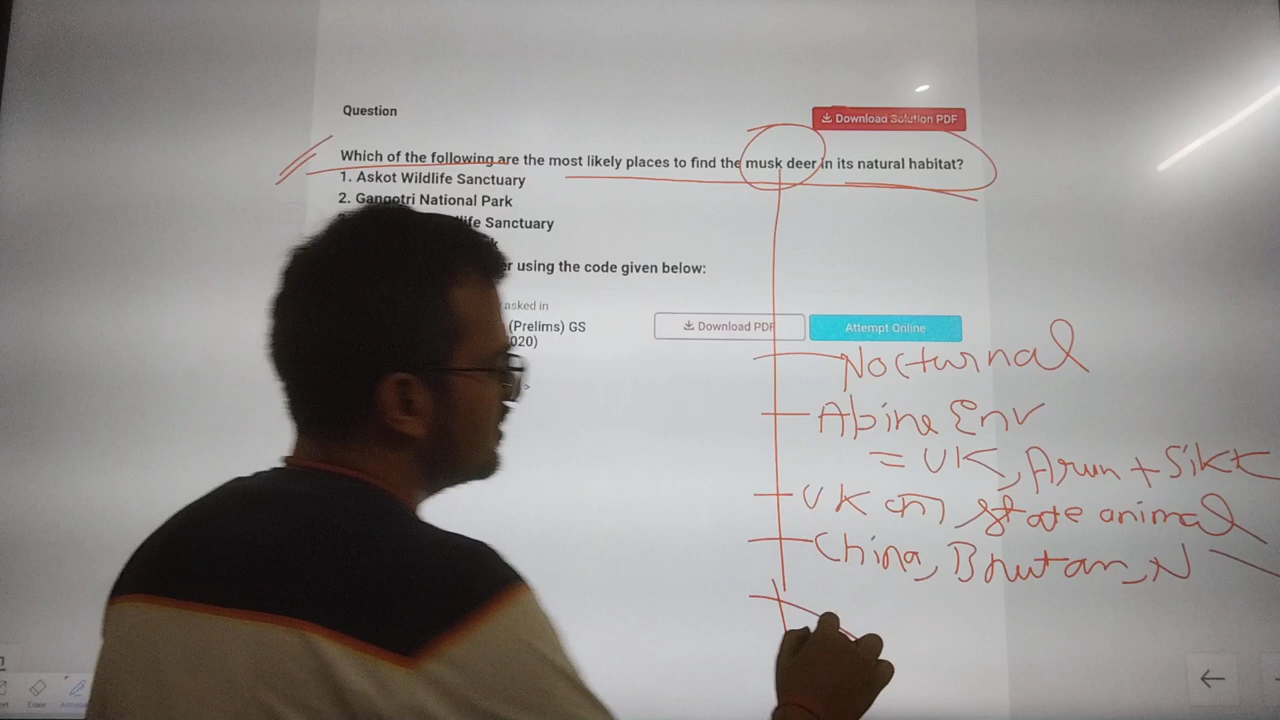 Question
Download Solution PDF
Which of the following are the most likely places to find the musk deer in its natural habitat?
1. Askot Wildlife Sanctuary
2. Gangotri National Park
life Sanctuary
using the code given below:
asked in
(Prelims) GS
020)
Download PDF
Attempt Online
Nocturnal
Alpine Env
= UK, Arun + Sikk
UK का state animal
China, Bhutan, N
Erase